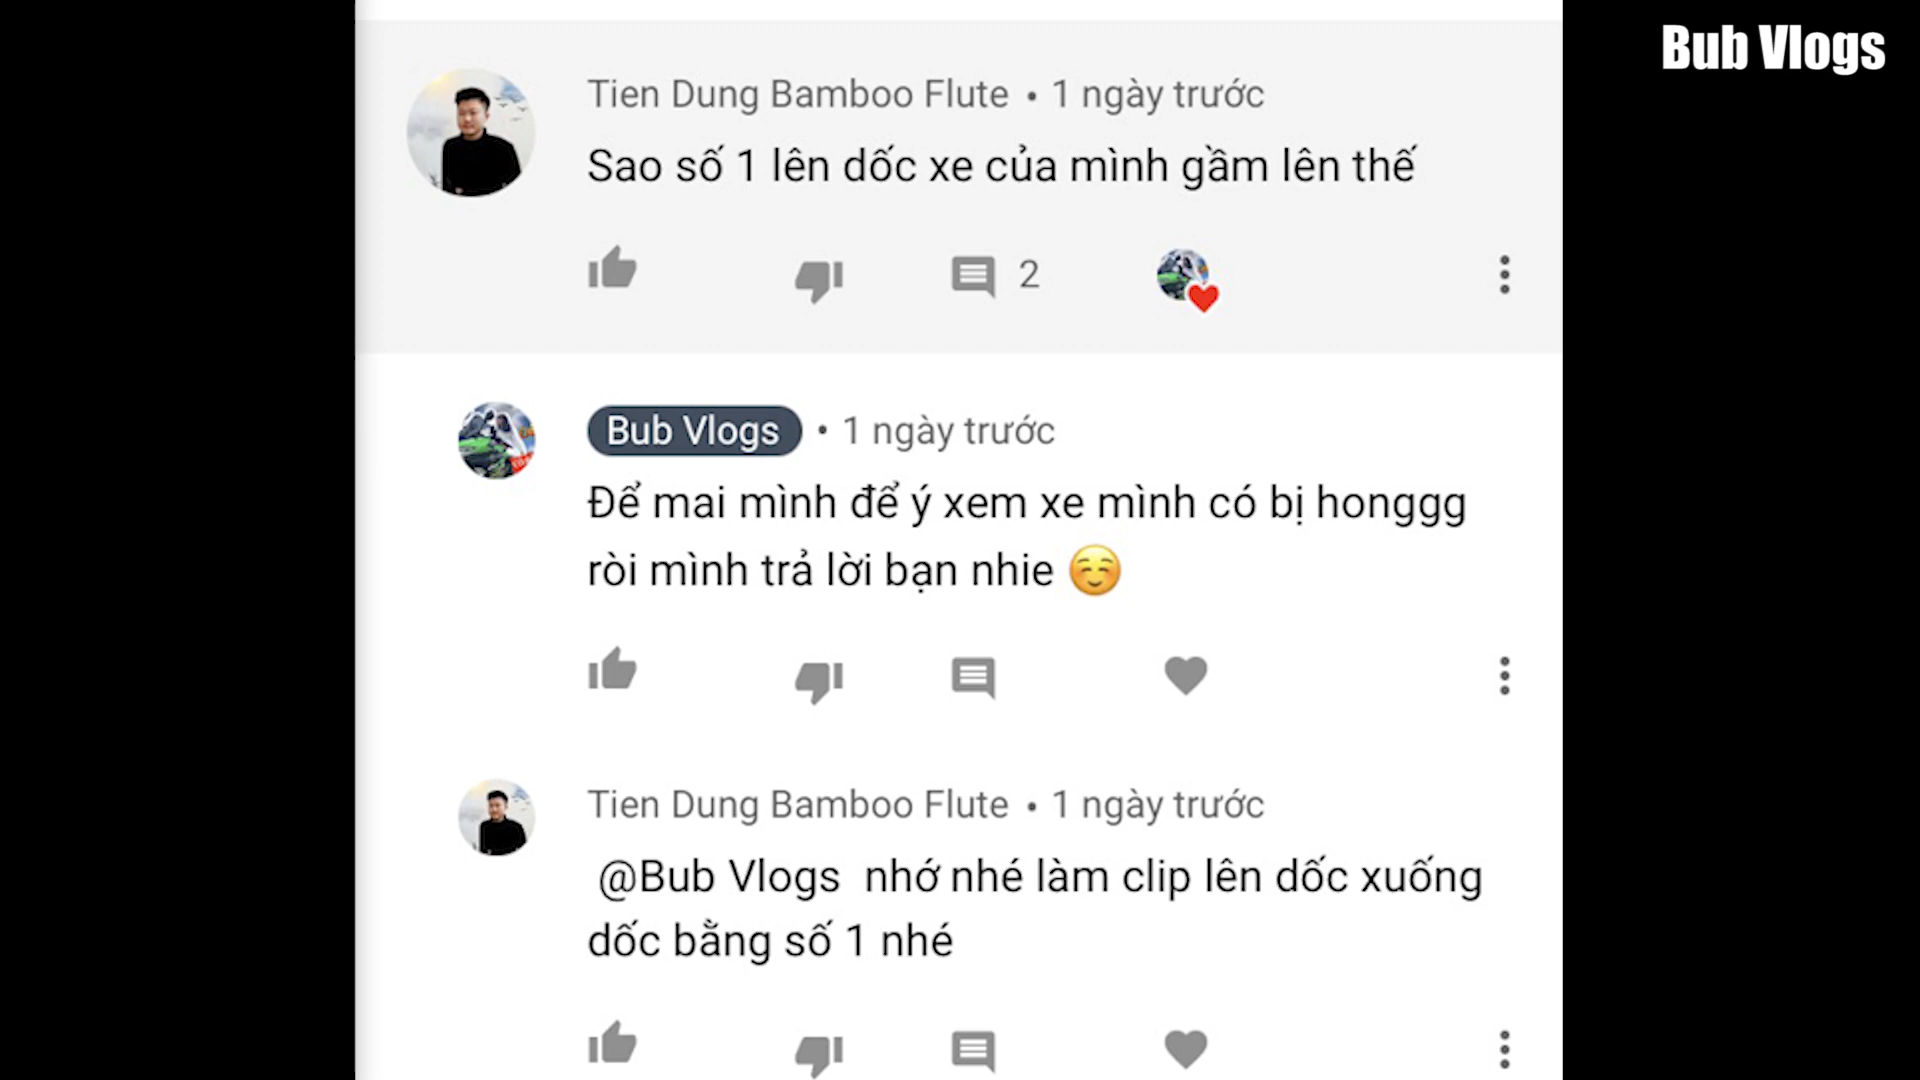 Bub Vlogs
Tien Dung Bamboo Flute • 1 ngày trước
Sao số 1 lên dốc xe của mình gầm lên thế
2
Bub Vlogs • 1 ngày trước
Để mai mình để ý xem xe mình có bị honggg
ròi mình trả lời bạn nhie ☺️
Tien Dung Bamboo Flute • 1 ngày trước
@Bub Vlogs nhớ nhé làm clip lên dốc xuống
dốc bằng số 1 nhé